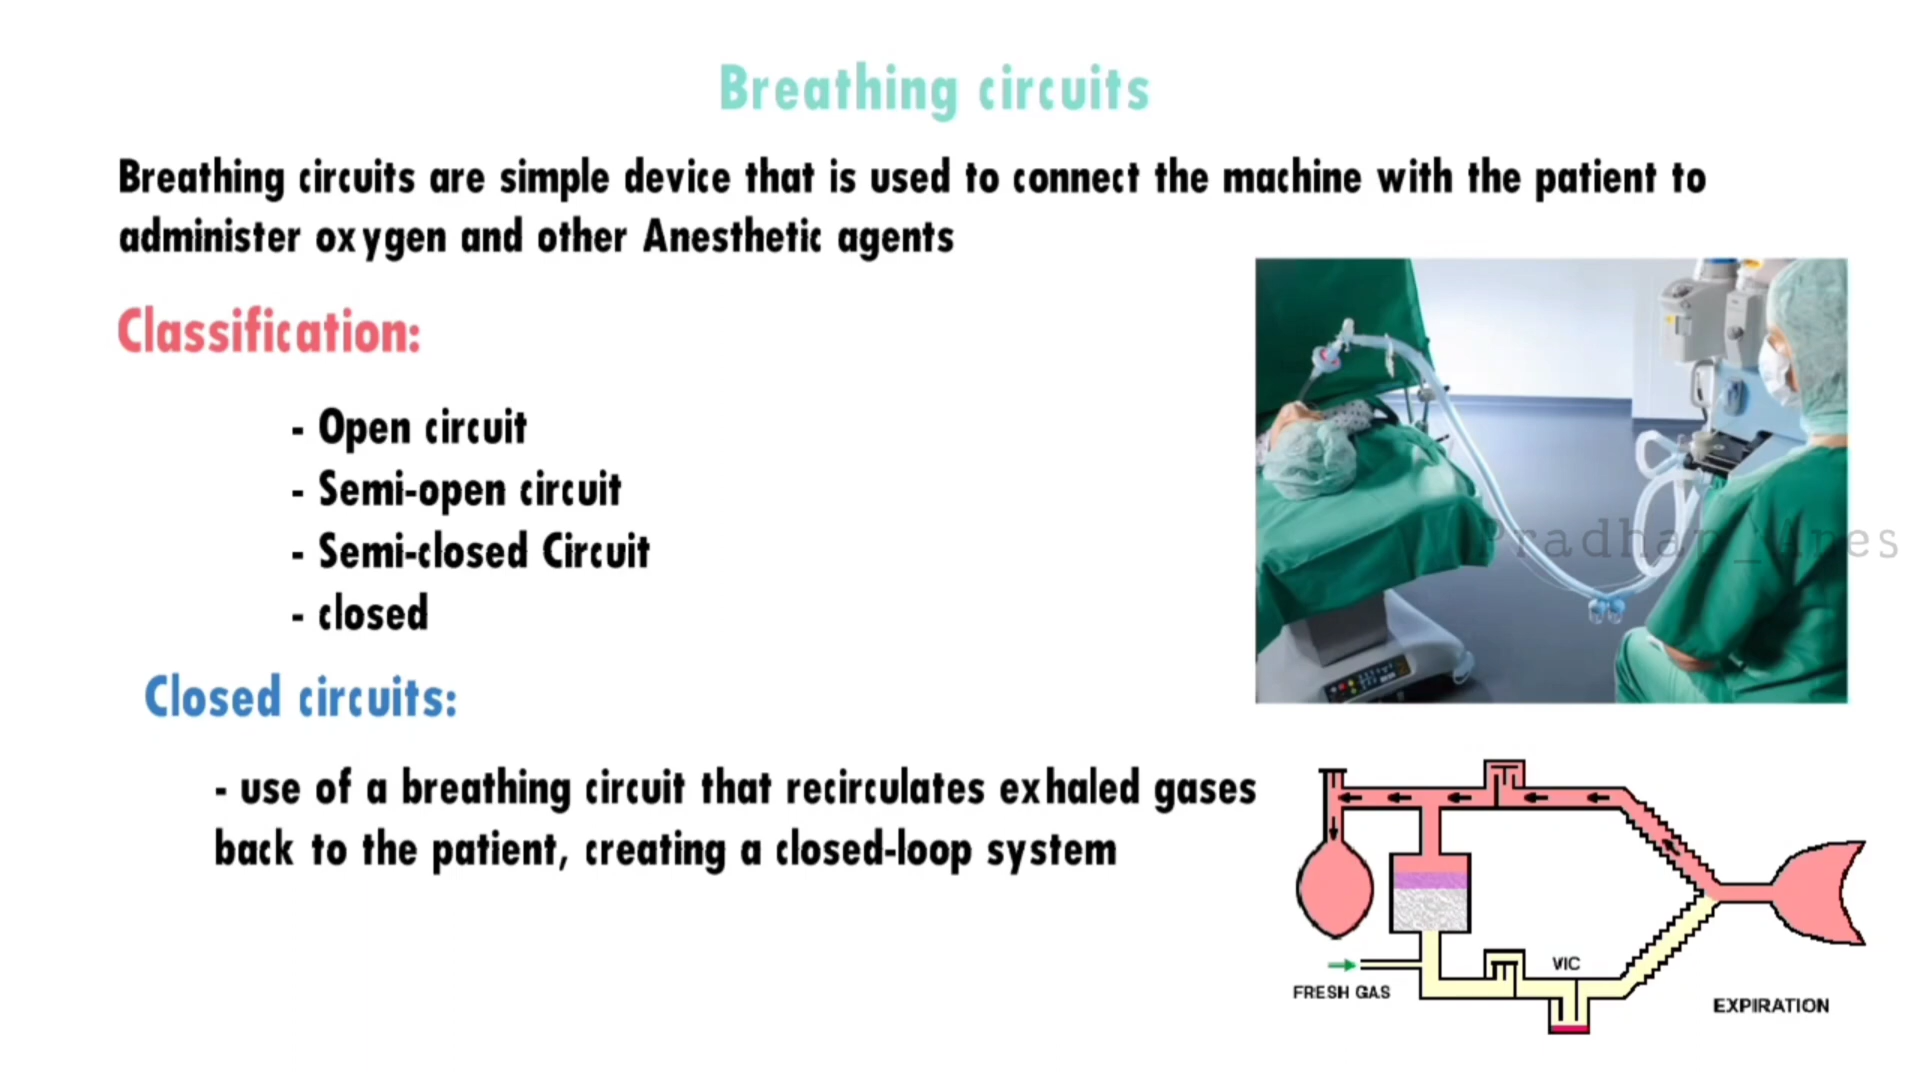 Breathing circuits
Breathing circuits are simple device that is used to connect the machine with the patient to
administer oxygen and other Anesthetic agents
Classification:
- Open circuit
- Semi-open circuit
- Semi-closed Circuit
- closed
Pradhan_Anes
Closed circuits:
- use of a breathing circuit that recirculates exhaled gases
back to the patient, creating a closed-loop system
VIC
FRESH GAS
EXPIRATION